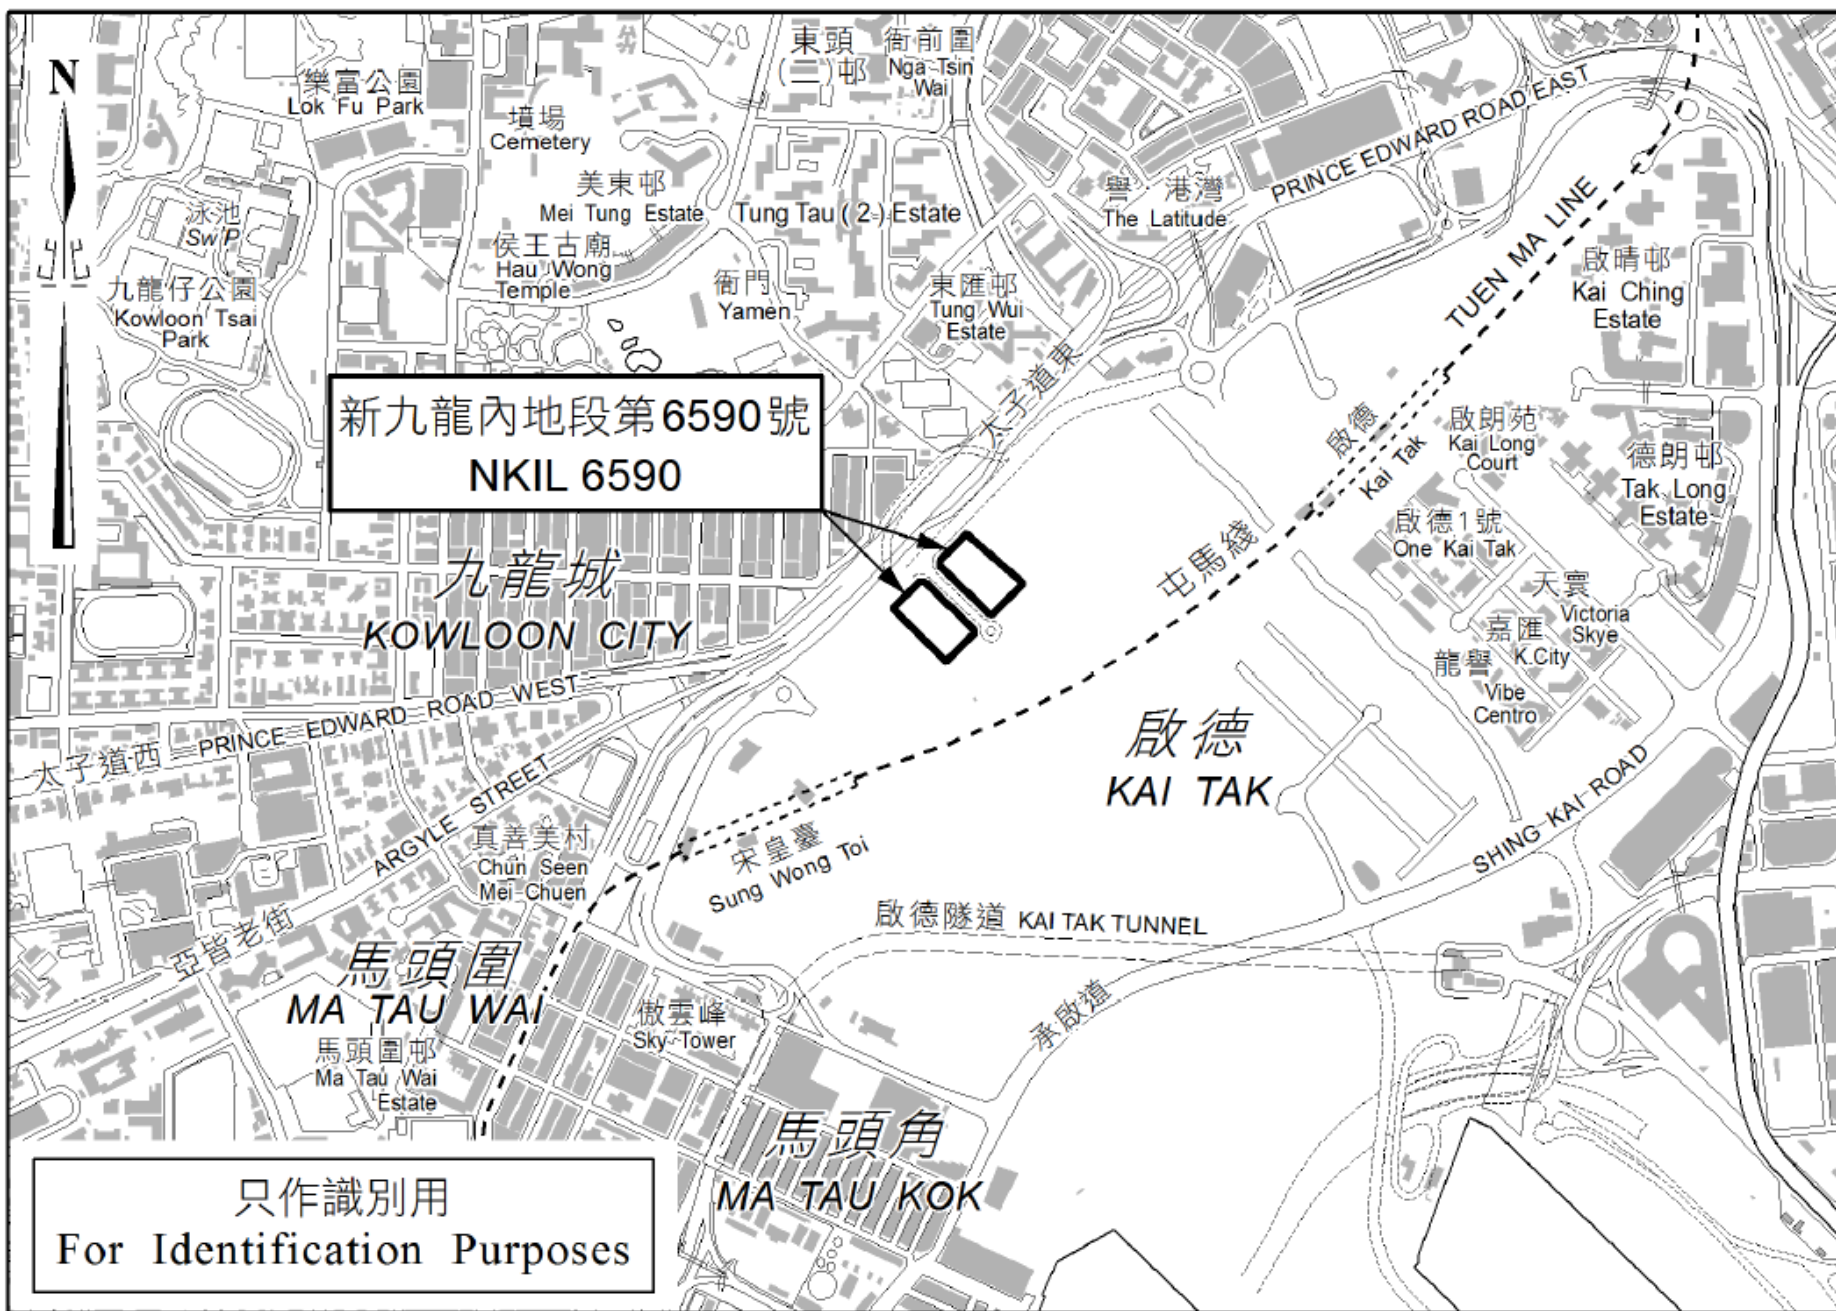 N
樂富公園
Lok Fu Park
墳場
Cemetery
東頭
(二)邨
衙前圍
Nga Tsin
Wai
美東邨
Mei Tung Estate
Tung Tau ( 2 ) Estate
譽‧港灣
The Latitude
PRINCE EDWARD ROAD EAST
泳池
Sw P
侯王古廟
Hau Wong
Temple
衙門
Yamen
東匯邨
Tung Wui
Estate
TUEN MA LINE
啟晴邨
Kai Ching
Estate
九龍仔公園
Kowloon Tsai
Park
太子道東
新九龍內地段第6590號
NKIL 6590
啟德
Kai Tak
啟朗苑
Kai Long
Court
德朗邨
Tak Long
Estate
啟德1號
One Kai Tak
九龍城
KOWLOON CITY
屯馬綫
天寰
Victoria
Skye
嘉匯
K.City
龍譽
Vibe
Centro
太子道西
PRINCE EDWARD ROAD WEST
啟德
KAI TAK
ARGYLE STREET
亞皆老街
真善美村
Chun Seen
Mei Chuen
宋皇臺
Sung Wong Toi
SHING KAI ROAD
承啟道
啟德隧道 KAI TAK TUNNEL
馬頭圍
MA TAU WAI
馬頭圍邨
Ma Tau Wai
Estate
傲雲峰
Sky Tower
馬頭角
MA TAU KOK
只作識別用
For Identification Purposes